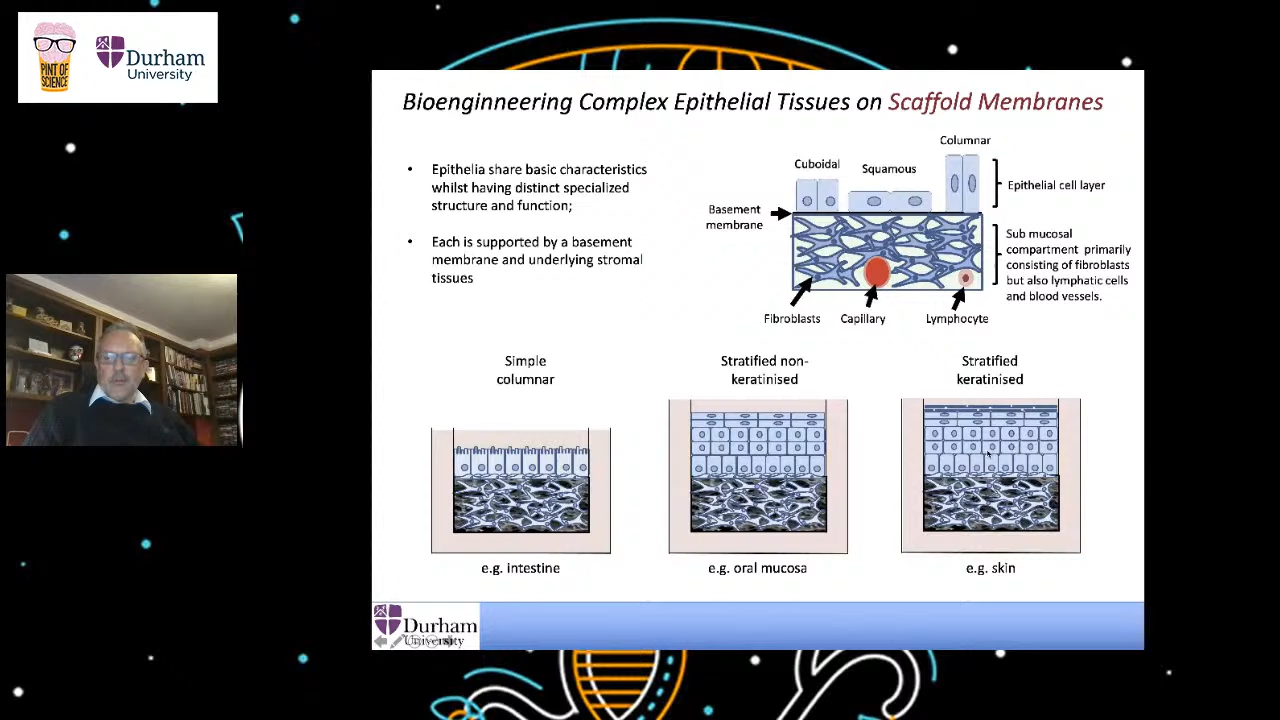 PINT OF
SCIENCE
Durham
University
Bioenginneering Complex Epithelial Tissues on Scaffold Membranes
• Epithelia share basic characteristics
whilst having distinct specialized
structure and function;
• Each is supported by a basement
membrane and underlying stromal
tissues
Columnar
Cuboidal
Squamous
Epithelial cell layer
Basement
membrane
Sub mucosal
compartment primarily
consisting of fibroblasts
but also lymphatic cells
and blood vessels.
Fibroblasts
Capillary
Lymphocyte
Simple
columnar
Stratified non-
keratinised
Stratified
keratinised
e.g. intestine
e.g. oral mucosa
e.g. skin
Durham
University